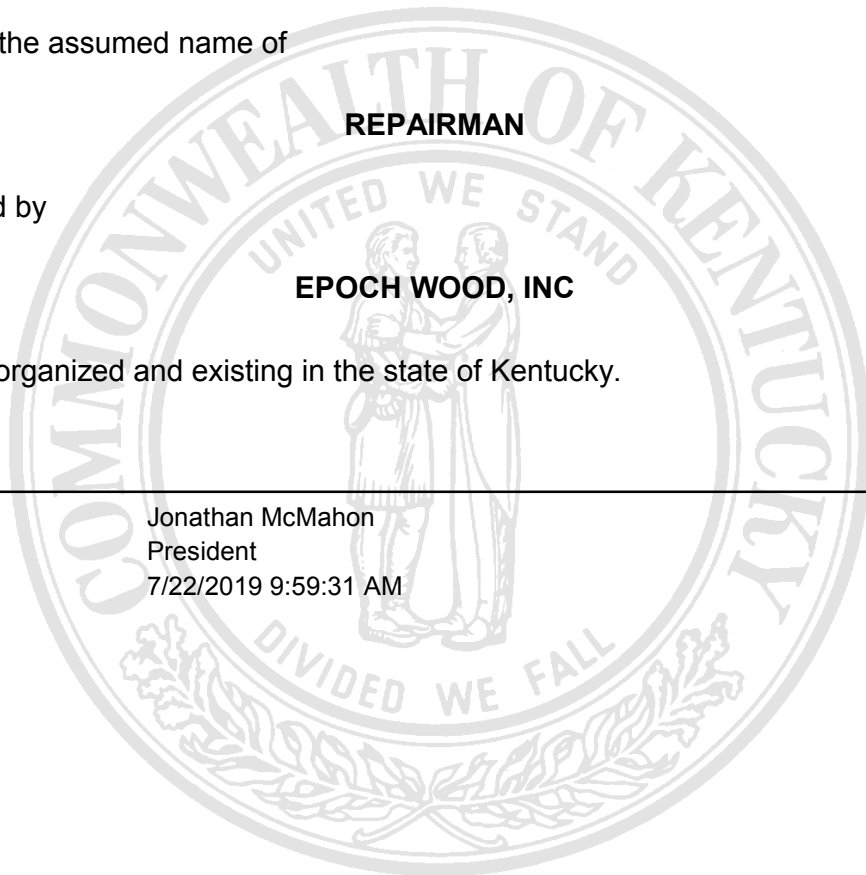 the assumed name of
REPAIRMAN
d by
EPOCH WOOD, INC
organized and existing in the state of Kentucky.
Jonathan McMahon
President
7/22/2019 9:59:31 AM
COMMONWEALTH OF KENTUCKY
UNITED WE STAND
DIVIDED WE FALL